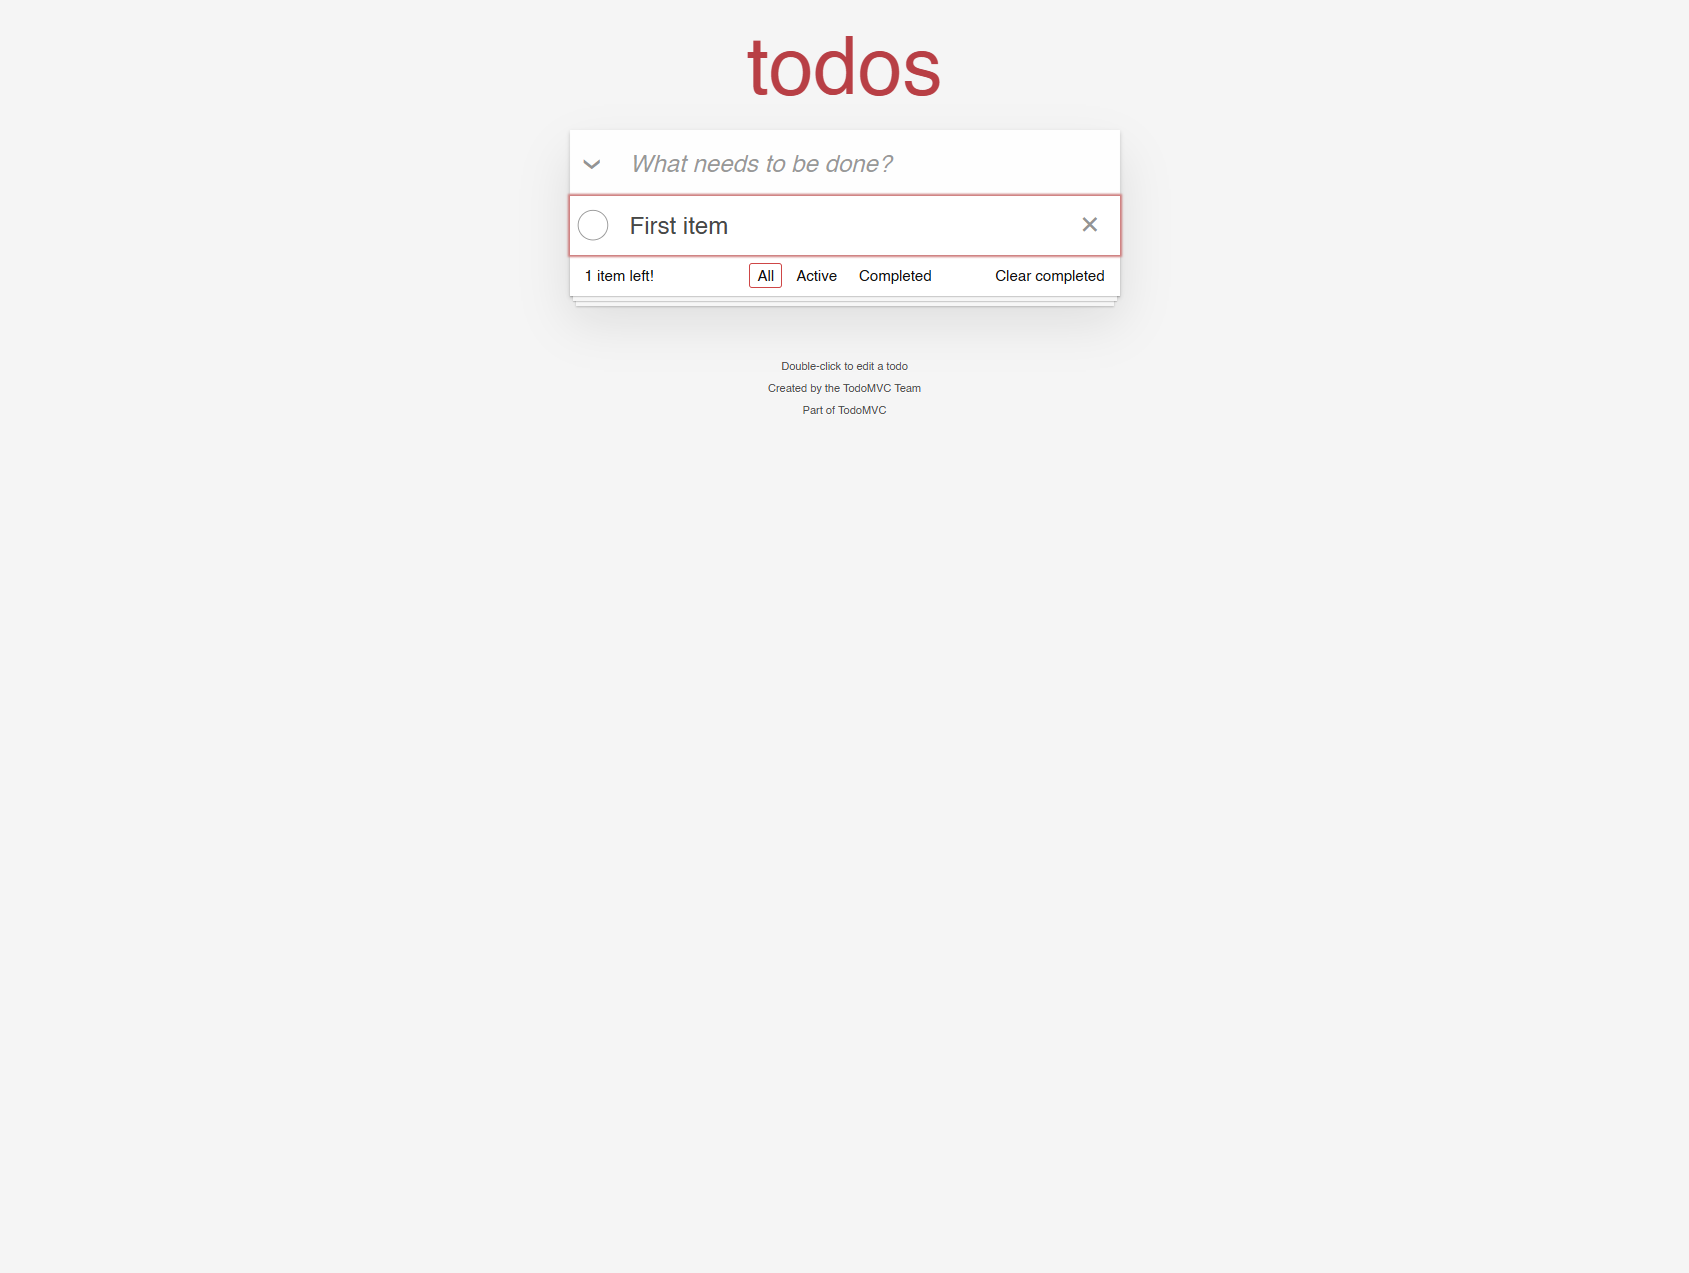 todos
What needs to be done?
First item
1 item left! All Active Completed Clear completed
Double-click to edit a todo
Created by the TodoMVC Team
Part of TodoMVC